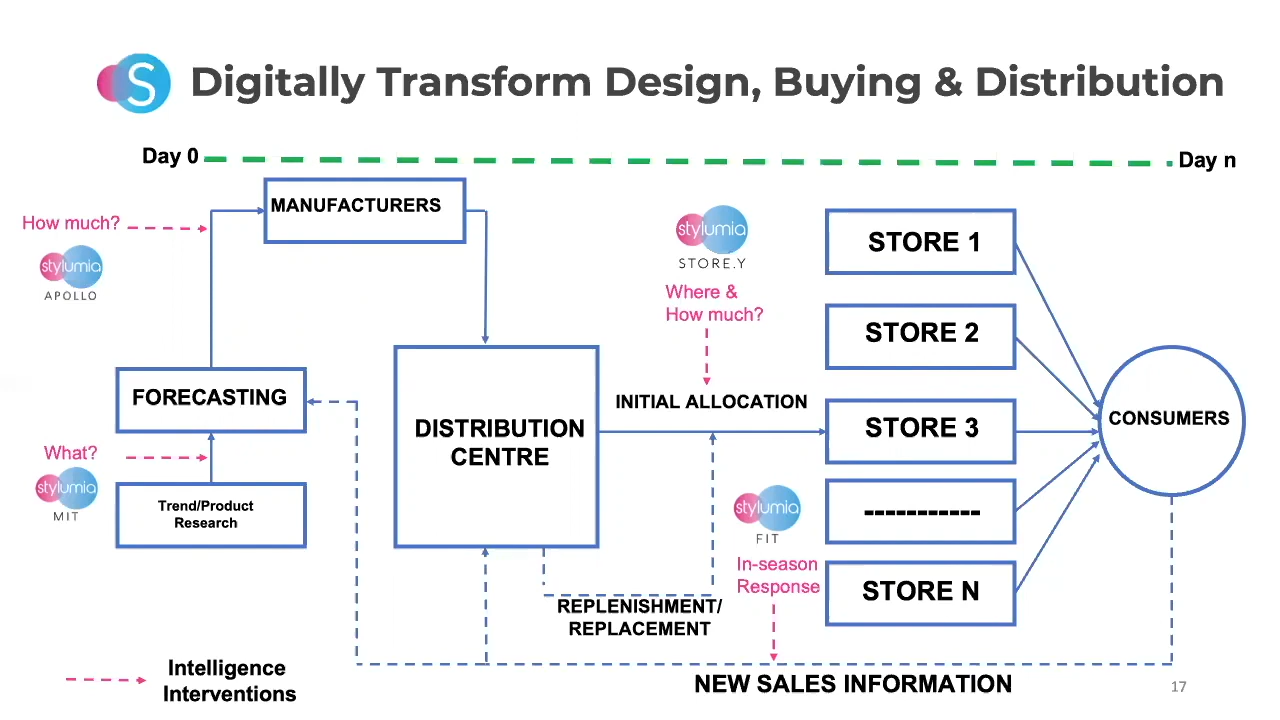 S Digitally Transform Design, Buying & Distribution
Day 0
Day n
MANUFACTURERS
How much?
stylumia
APOLLO
stylumia
STORE.Y
Where &
How much?
STORE 1
STORE 2
FORECASTING
INITIAL ALLOCATION
DISTRIBUTION
CENTRE
STORE 3
CONSUMERS
What?
stylumia
MIT
Trend/Product
Research
stylumia
FIT
-----------
In-season
Response
STORE N
REPLENISHMENT/
REPLACEMENT
Intelligence
Interventions
NEW SALES INFORMATION
17